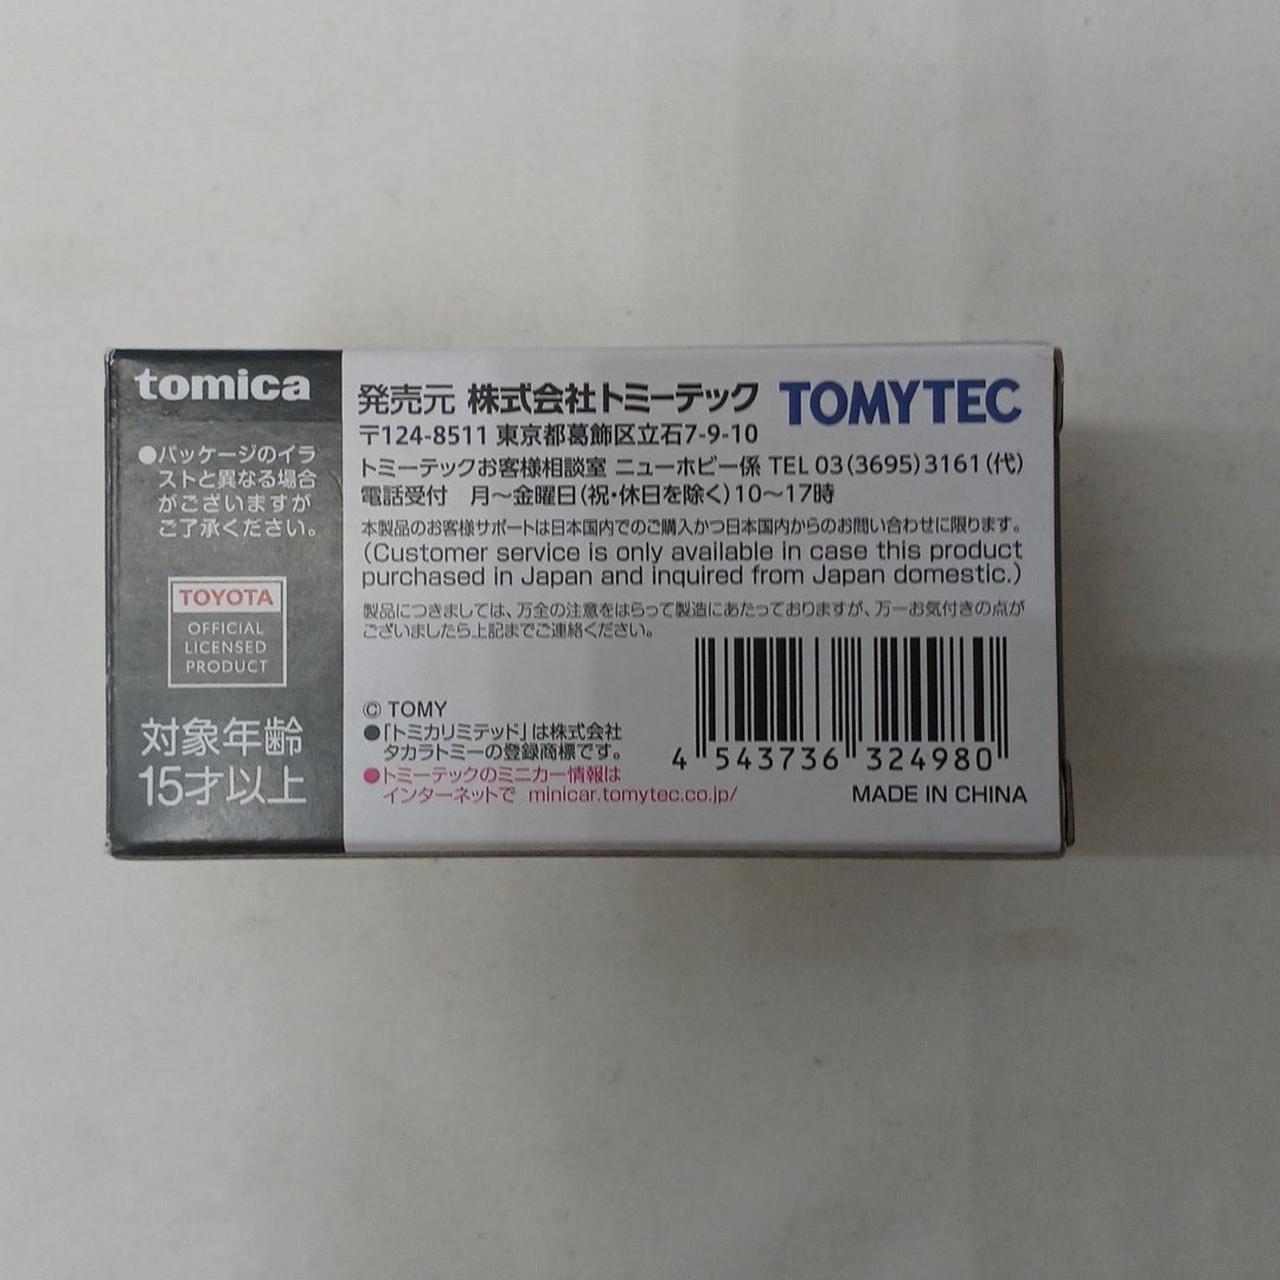 tomica
●パッケージのイラ
ストと異なる場合
がございますが
ご了承ください。
TOYOTA
OFFICIAL
LICENSED
PRODUCT
対象年齢
15才以上
発売元 株式会社トミーテック TOMYTEC
〒124-8511 東京都葛飾区立石7-9-10
トミーテックお客様相談室 ニューホビー係 TEL 03(3695)3161(代)
電話受付 月〜金曜日(祝・休日を除く)10〜17時
本製品のお客様サポートは日本国内でのご購入かつ日本国内からのお問い合わせに限ります。
(Customer service is only available in case this product
purchased in Japan and inquired from Japan domestic.)
製品につきましては、万全の注意をはらって製造にあたっておりますが、万一お気付きの点が
ございましたら上記までご連絡ください。
© TOMY
●「トミカリミテッド」は株式会社
タカラトミーの登録商標です。
●トミーテックのミニカー情報は
インターネットで minicar.tomytec.co.jp/
4 543736 324980
MADE IN CHINA